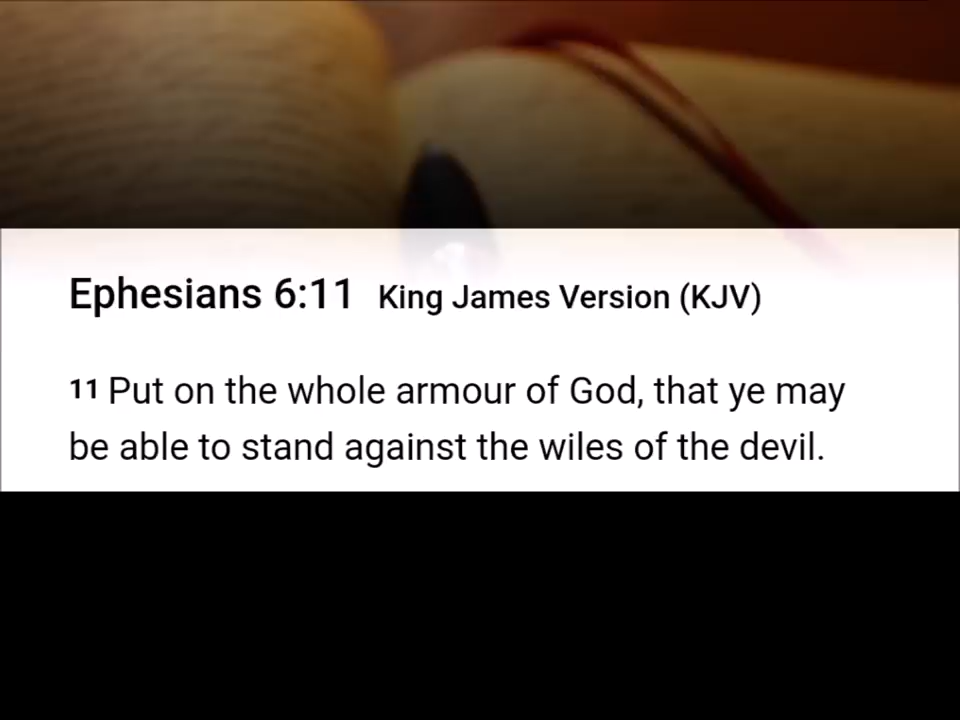 Ephesians 6:11 King James Version (KJV)
11 Put on the whole armour of God, that ye may
be able to stand against the wiles of the devil.